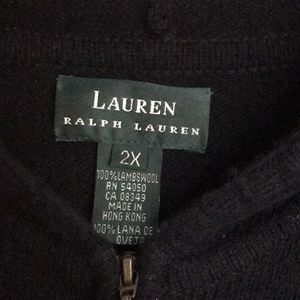 LAUREN
RALPH LAUREN
2X
100%LAMBSWOOL
RN 54050
CA 08349
MADE IN
HONG KONG
100% LANA DE